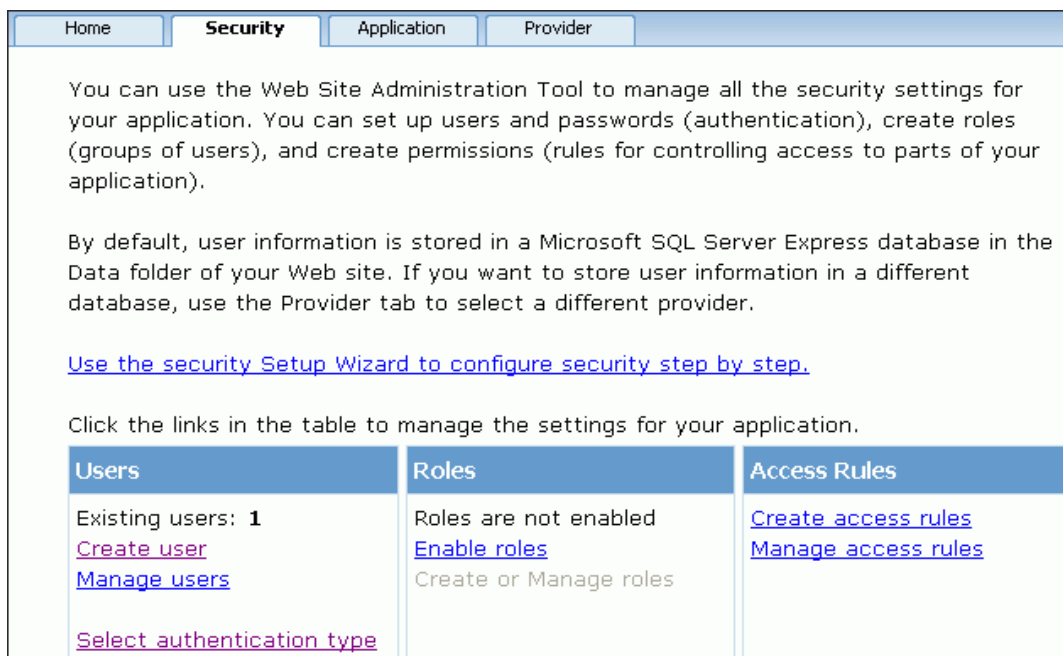 Home Security Application Provider
You can use the Web Site Administration Tool to manage all the security settings for
your application. You can set up users and passwords (authentication), create roles
(groups of users), and create permissions (rules for controlling access to parts of your
application).
By default, user information is stored in a Microsoft SQL Server Express database in the
Data folder of your Web site. If you want to store user information in a different
database, use the Provider tab to select a different provider.
Use the security Setup Wizard to configure security step by step.
Click the links in the table to manage the settings for your application.
Users
Existing users: 1
Create user
Manage users
Select authentication type
Roles
Roles are not enabled
Enable roles
Create or Manage roles
Access Rules
Create access rules
Manage access rules